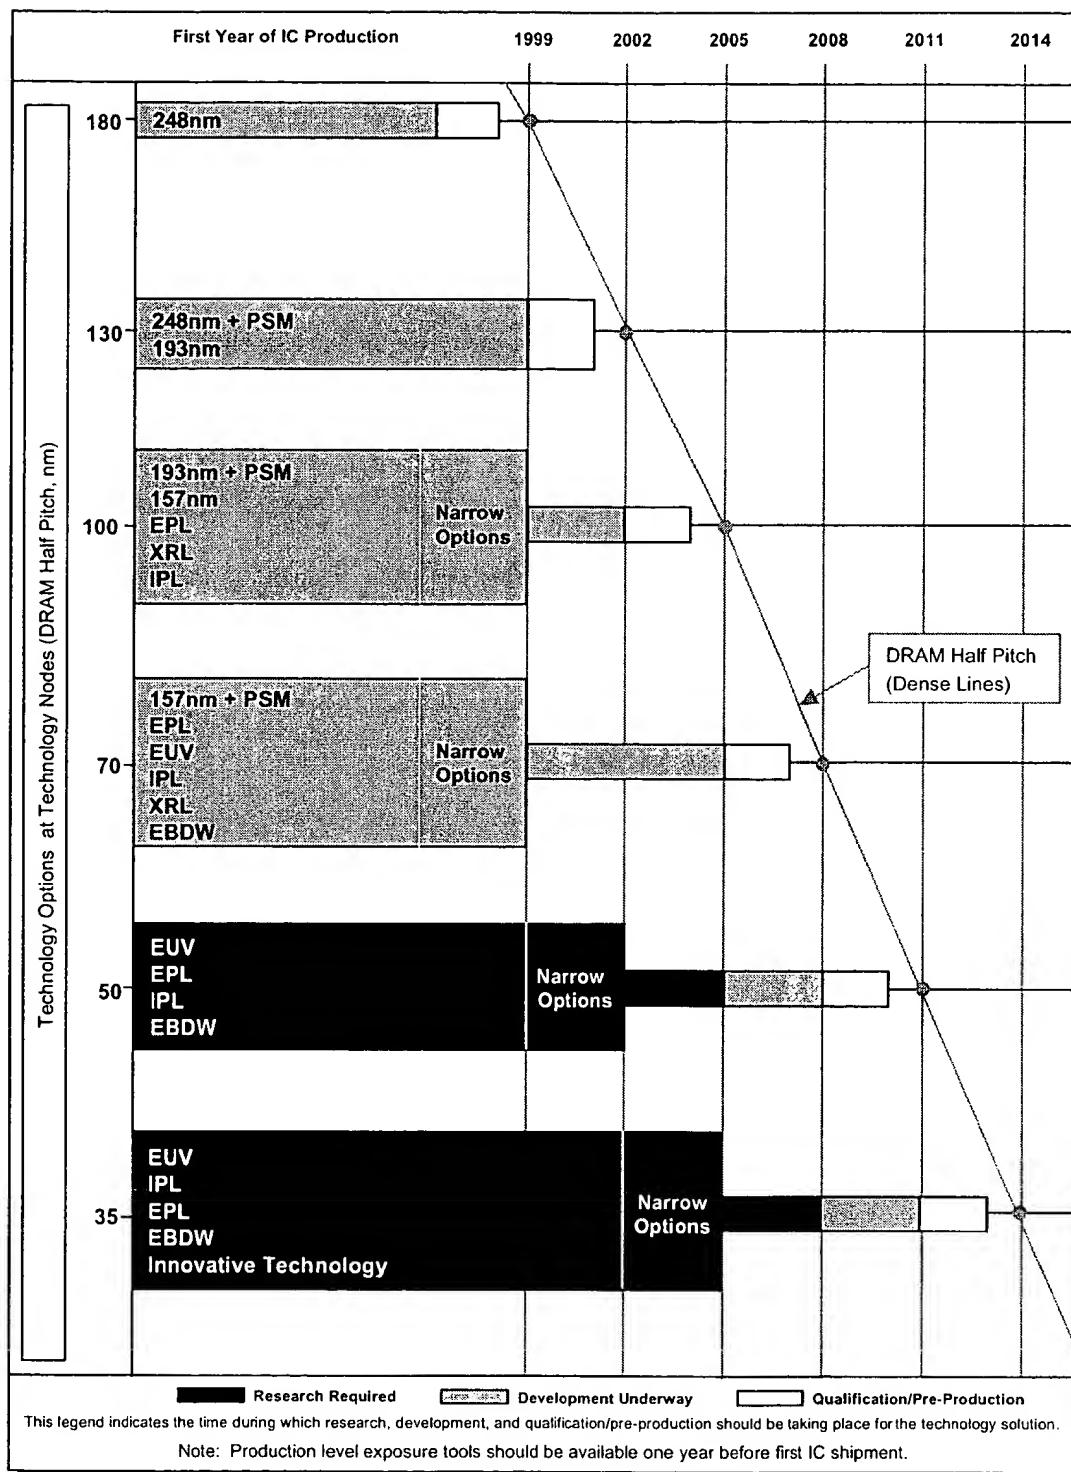 First Year of IC Production
1999 2002 2005 2008 2011 2014
Technology Options at Technology Nodes (DRAM Half Pitch, nm)
180
248nm
130
248nm + PSM
193nm
100
193nm + PSM
157nm
EPL
XRL
IPL
Narrow
Options
DRAM Half Pitch
(Dense Lines)
70
157nm + PSM
EPL
EUV
IPL
XRL
EBDW
Narrow
Options
50
EUV
EPL
IPL
EBDW
Narrow
Options
35
EUV
IPL
EPL
EBDW
Innovative Technology
Narrow
Options
Research Required Development Underway Qualification/Pre-Production
This legend indicates the time during which research, development, and qualification/pre-production should be taking place for the technology solution.
Note: Production level exposure tools should be available one year before first IC shipment.